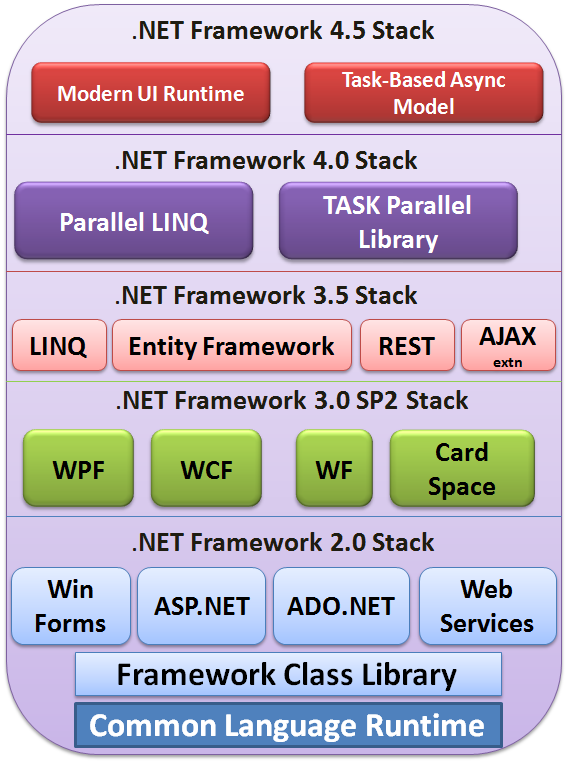 .NET Framework 4.5 Stack
Modern UI Runtime
Task-Based Async
Model
.NET Framework 4.0 Stack
Parallel LINQ
TASK Parallel
Library
.NET Framework 3.5 Stack
LINQ
Entity Framework
REST
AJAX
extn
.NET Framework 3.0 SP2 Stack
WPF
WCF
WF
Card
Space
.NET Framework 2.0 Stack
Win
Forms
ASP.NET
ADO.NET
Web
Services
Framework Class Library
Common Language Runtime